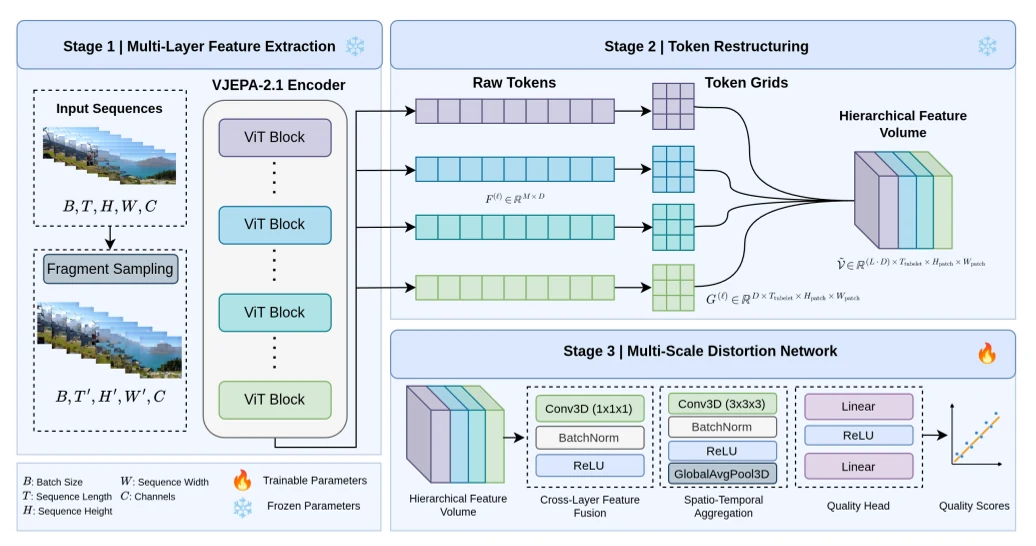 Stage 1 | Multi-Layer Feature Extraction
VJEPA-2.1 Encoder
Input Sequences
B, T, H, W, C
Fragment Sampling
B, T′, H′, W′, C
ViT Block
ViT Block
ViT Block
ViT Block
B: Batch Size
W: Sequence Width
T: Sequence Length
C: Channels
H: Sequence Height
Trainable Parameters
Frozen Parameters
Stage 2 | Token Restructuring
Raw Tokens
Token Grids
F^(ℓ) ∈ ℝ^{M×D}
G^(ℓ) ∈ ℝ^{D×T_tubelet×H_patch×W_patch}
Hierarchical Feature
Volume
Ṽ ∈ ℝ^{(L·D)×T_tubelet×H_patch×W_patch}
Stage 3 | Multi-Scale Distortion Network
Hierarchical Feature
Volume
Conv3D (1x1x1)
BatchNorm
ReLU
Cross-Layer Feature
Fusion
Conv3D (3x3x3)
BatchNorm
ReLU
GlobalAvgPool3D
Spatio-Temporal
Aggregation
Linear
ReLU
Linear
Quality Head
Quality Scores